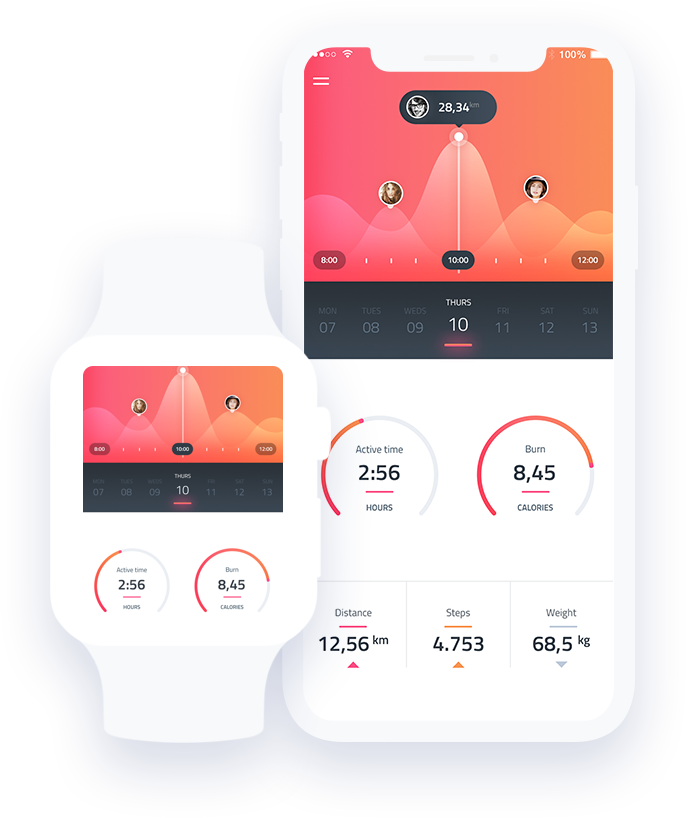 100%
28,34 km
8:00 10:00 12:00
MON TUES WEDS THURS FRI SAT SUN
07 08 09 10 11 12 13
Active time Burn
2:56 8,45
HOURS CALORIES
Distance Steps Weight
12,56 km 4.753 68,5 kg
8:00 10:00 12:00
MON TUES WEDS THURS FRI SAT SUN
07 08 09 10 11 12 13
Active time Burn
2:56 8,45
HOURS CALORIES